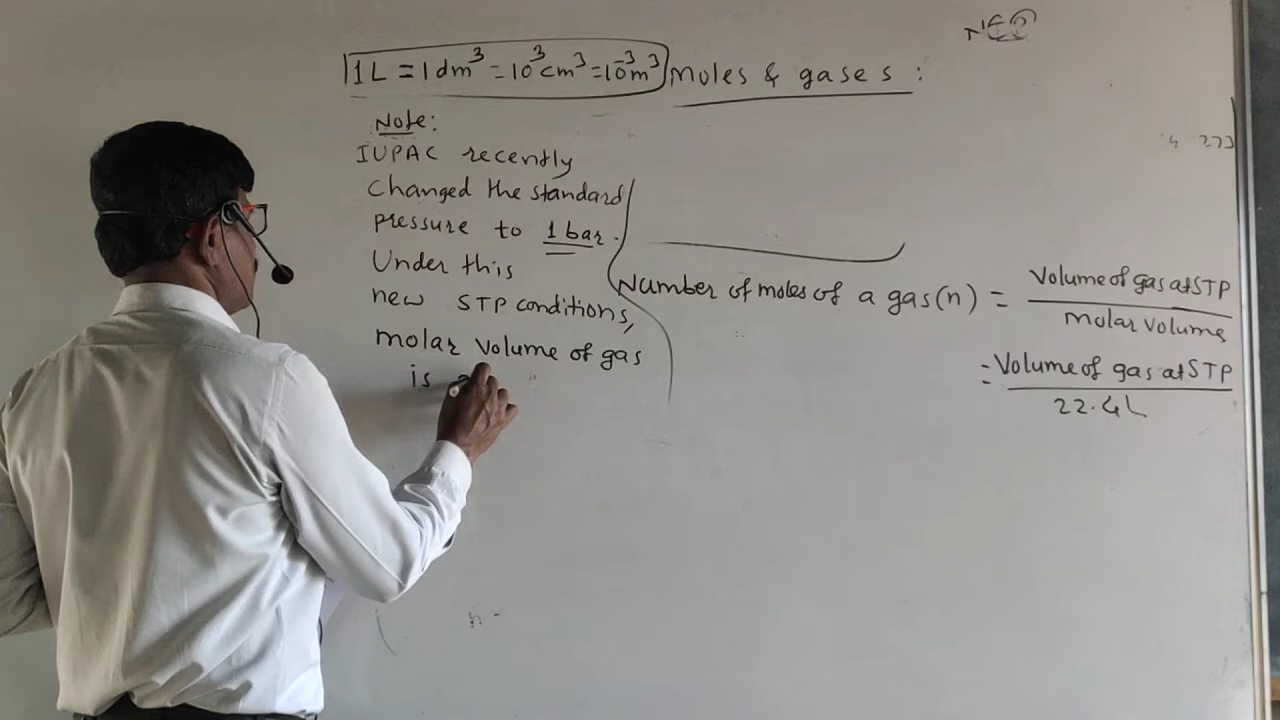 1L = 1dm³ = 10³cm³ = 10⁻³m³ Moles & gases :
Note:
IUPAC recently
changed the standard
pressure to 1 bar.
Under this
new STP conditions,
molar volume of gas
is
Number of moles of a gas(n) = Volume of gas at STP
molar volume
= Volume of gas at STP
22.4L
273